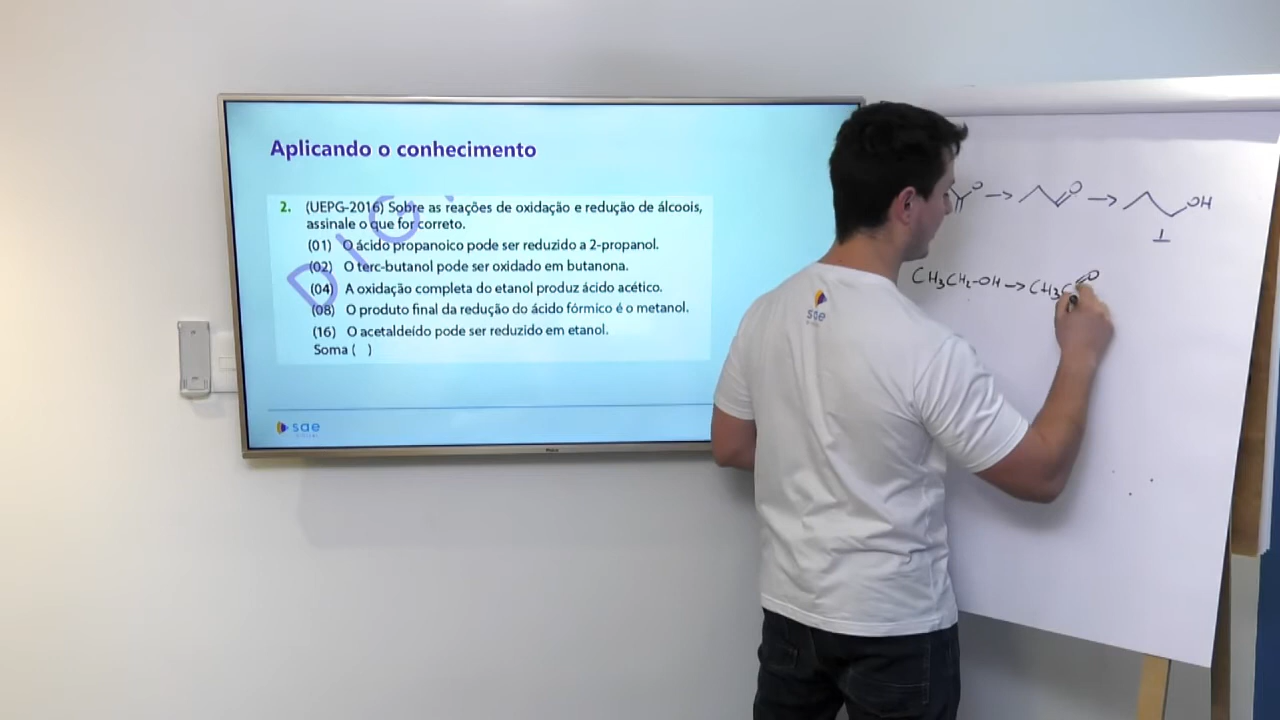 Aplicando o conhecimento
2. (UEPG-2016) Sobre as reações de oxidação e redução de álcoois,
assinale o que for correto.
(01) O ácido propanoico pode ser reduzido a 2-propanol.
(02) O terc-butanol pode ser oxidado em butanona.
(04) A oxidação completa do etanol produz ácido acético.
(08) O produto final da redução do ácido fórmico é o metanol.
(16) O acetaldeído pode ser reduzido em etanol.
Soma ( )
sae
DIGITAL
sae
O → O → OH
1
CH3CH2-OH → CH3C O